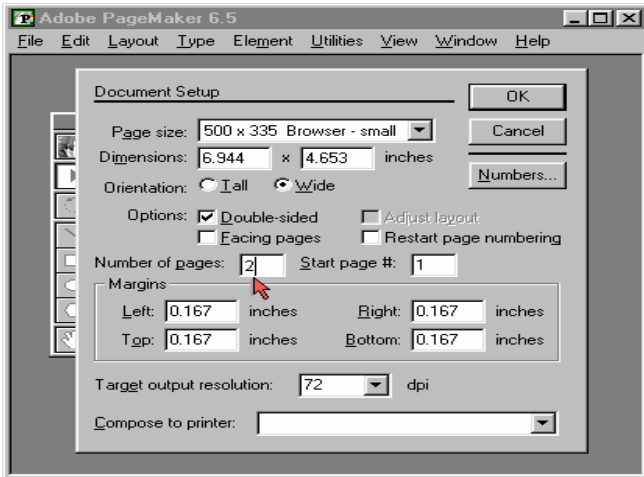 Adobe PageMaker 6.5
File Edit Layout Type Element Utilities View Window Help
Document Setup
OK
Page size: 500 x 335 Browser - small
Cancel
Dimensions: 6.944 x 4.653 inches
Numbers...
Orientation: Tall Wide
Options: Double-sided Adjust layout
Facing pages Restart page numbering
Number of pages: 2 Start page #: 1
Margins
Left: 0.167 inches Right: 0.167 inches
Top: 0.167 inches Bottom: 0.167 inches
Target output resolution: 72 dpi
Compose to printer: